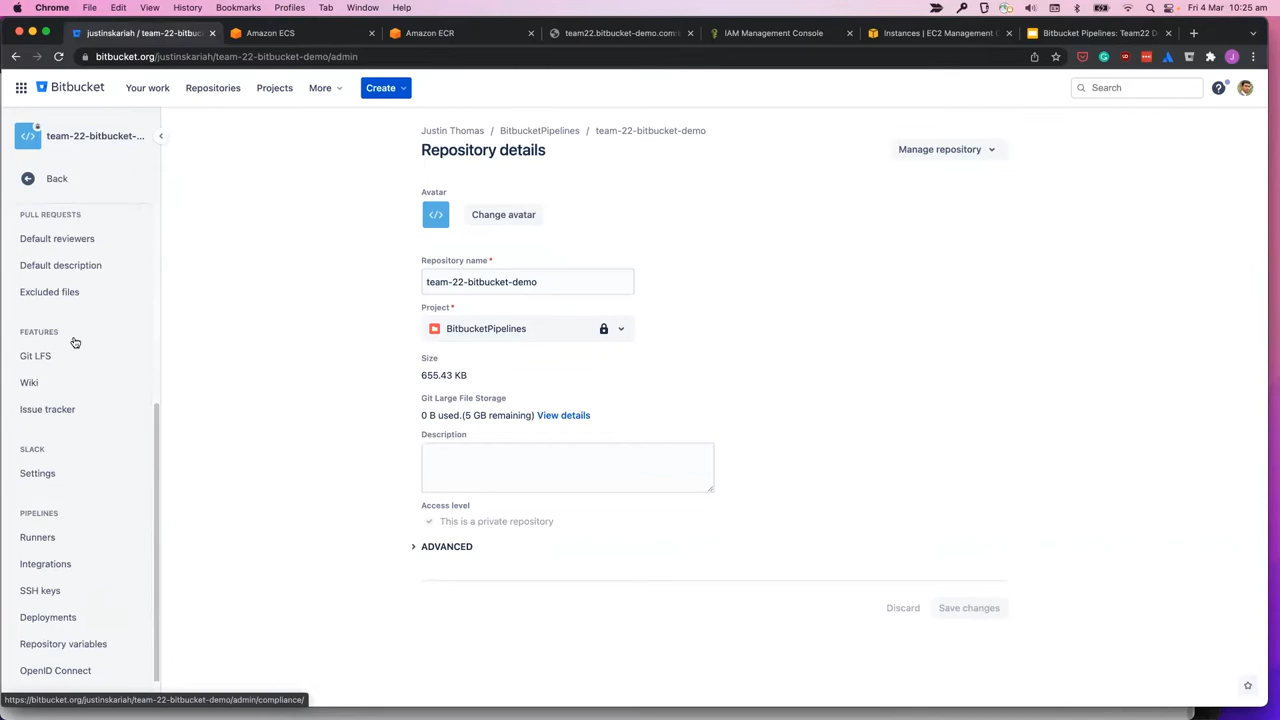 Chrome File Edit View History Bookmarks Profiles Tab Window Help
Fri 4 Mar 10:25 am
justinskariah / team-22-bitbuc
Amazon ECS
Amazon ECR
team22.bitbucket-demo.com:
IAM Management Console
Instances | EC2 Management C
Bitbucket Pipelines: Team22 D
bitbucket.org/justinskariah/team-22-bitbucket-demo/admin
J
Bitbucket
Your work Repositories Projects More Create
Search
team-22-bitbucket-...
Back
PULL REQUESTS
Default reviewers
Default description
Excluded files
FEATURES
Git LFS
Wiki
Issue tracker
SLACK
Settings
PIPELINES
Runners
Integrations
SSH keys
Deployments
Repository variables
OpenID Connect
Justin Thomas / BitbucketPipelines / team-22-bitbucket-demo
Repository details
Manage repository
Avatar
Change avatar
Repository name*
team-22-bitbucket-demo
Project*
BitbucketPipelines
Size
655.43 KB
Git Large File Storage
0 B used.(5 GB remaining) View details
Description
Access level
This is a private repository
ADVANCED
Discard Save changes
https://bitbucket.org/justinskariah/team-22-bitbucket-demo/admin/compliance/